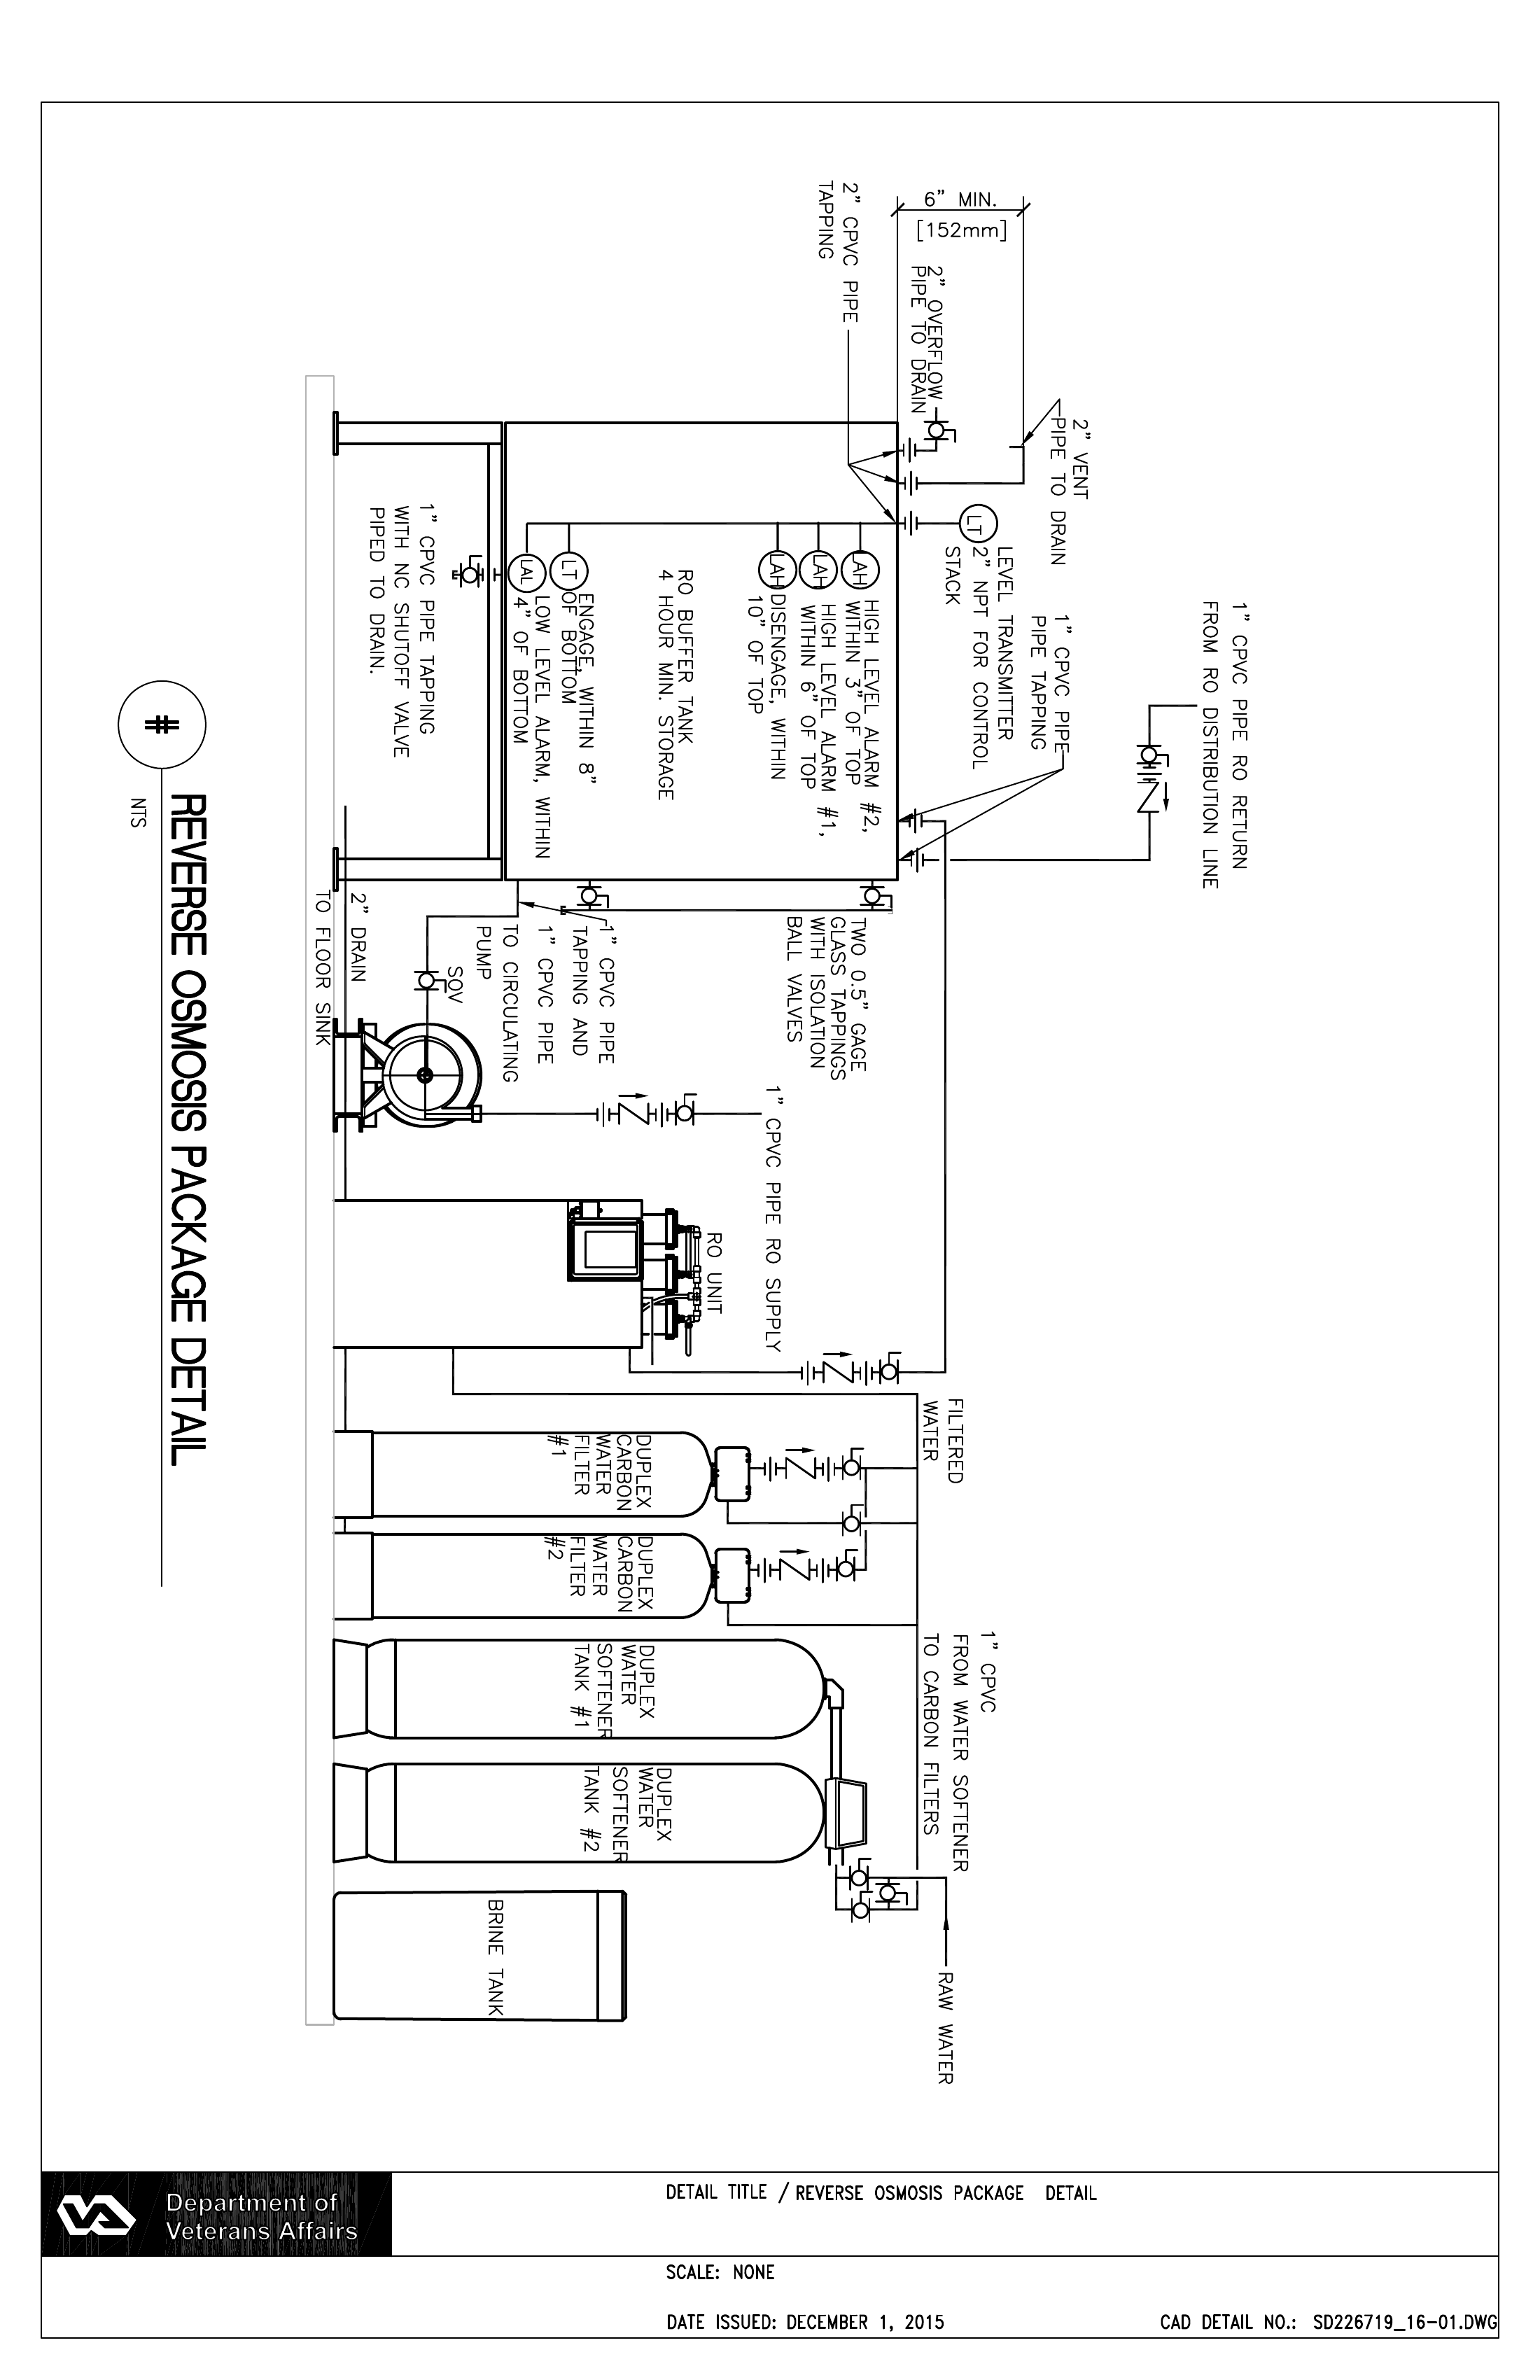 1" CPVC PIPE RO RETURN
FROM RO DISTRIBUTION LINE
2" VENT
PIPE TO DRAIN
6" MIN.
[152mm]
2" OVERFLOW
PIPE TO DRAIN
2" CPVC PIPE
TAPPING
LT
LEVEL TRANSMITTER
2" NPT FOR CONTROL
STACK
1" CPVC PIPE
PIPE TAPPING
LAH
HIGH LEVEL ALARM #2,
WITHIN 3" OF TOP
LAH
HIGH LEVEL ALARM #1,
WITHIN 6" OF TOP
LAH
DISENGAGE, WITHIN
10" OF TOP
RO BUFFER TANK
4 HOUR MIN. STORAGE
LT
ENGAGE, WITHIN 8"
OF BOTTOM
LAL
LOW LEVEL ALARM, WITHIN
4" OF BOTTOM
1" CPVC PIPE TAPPING
WITH NC SHUTOFF VALVE
PIPED TO DRAIN.
TWO 0.5" GAGE
GLASS TAPPINGS
WITH ISOLATION
BALL VALVES
1" CPVC PIPE
TAPPING AND
1" CPVC PIPE
TO CIRCULATING
PUMP
SOV
2" DRAIN
TO FLOOR SINK
1" CPVC PIPE RO SUPPLY
RO UNIT
FILTERED
WATER
DUPLEX
CARBON
WATER
FILTER
#1
DUPLEX
CARBON
WATER
FILTER
#2
1" CPVC
FROM WATER SOFTENER
TO CARBON FILTERS
DUPLEX
WATER
SOFTENER
TANK #1
DUPLEX
WATER
SOFTENER
TANK #2
RAW WATER
BRINE TANK
#
REVERSE OSMOSIS PACKAGE DETAIL
NTS
Department of
Veterans Affairs
DETAIL TITLE / REVERSE OSMOSIS PACKAGE DETAIL
SCALE: NONE
DATE ISSUED: DECEMBER 1, 2015
CAD DETAIL NO.: SD226719_16-01.DWG